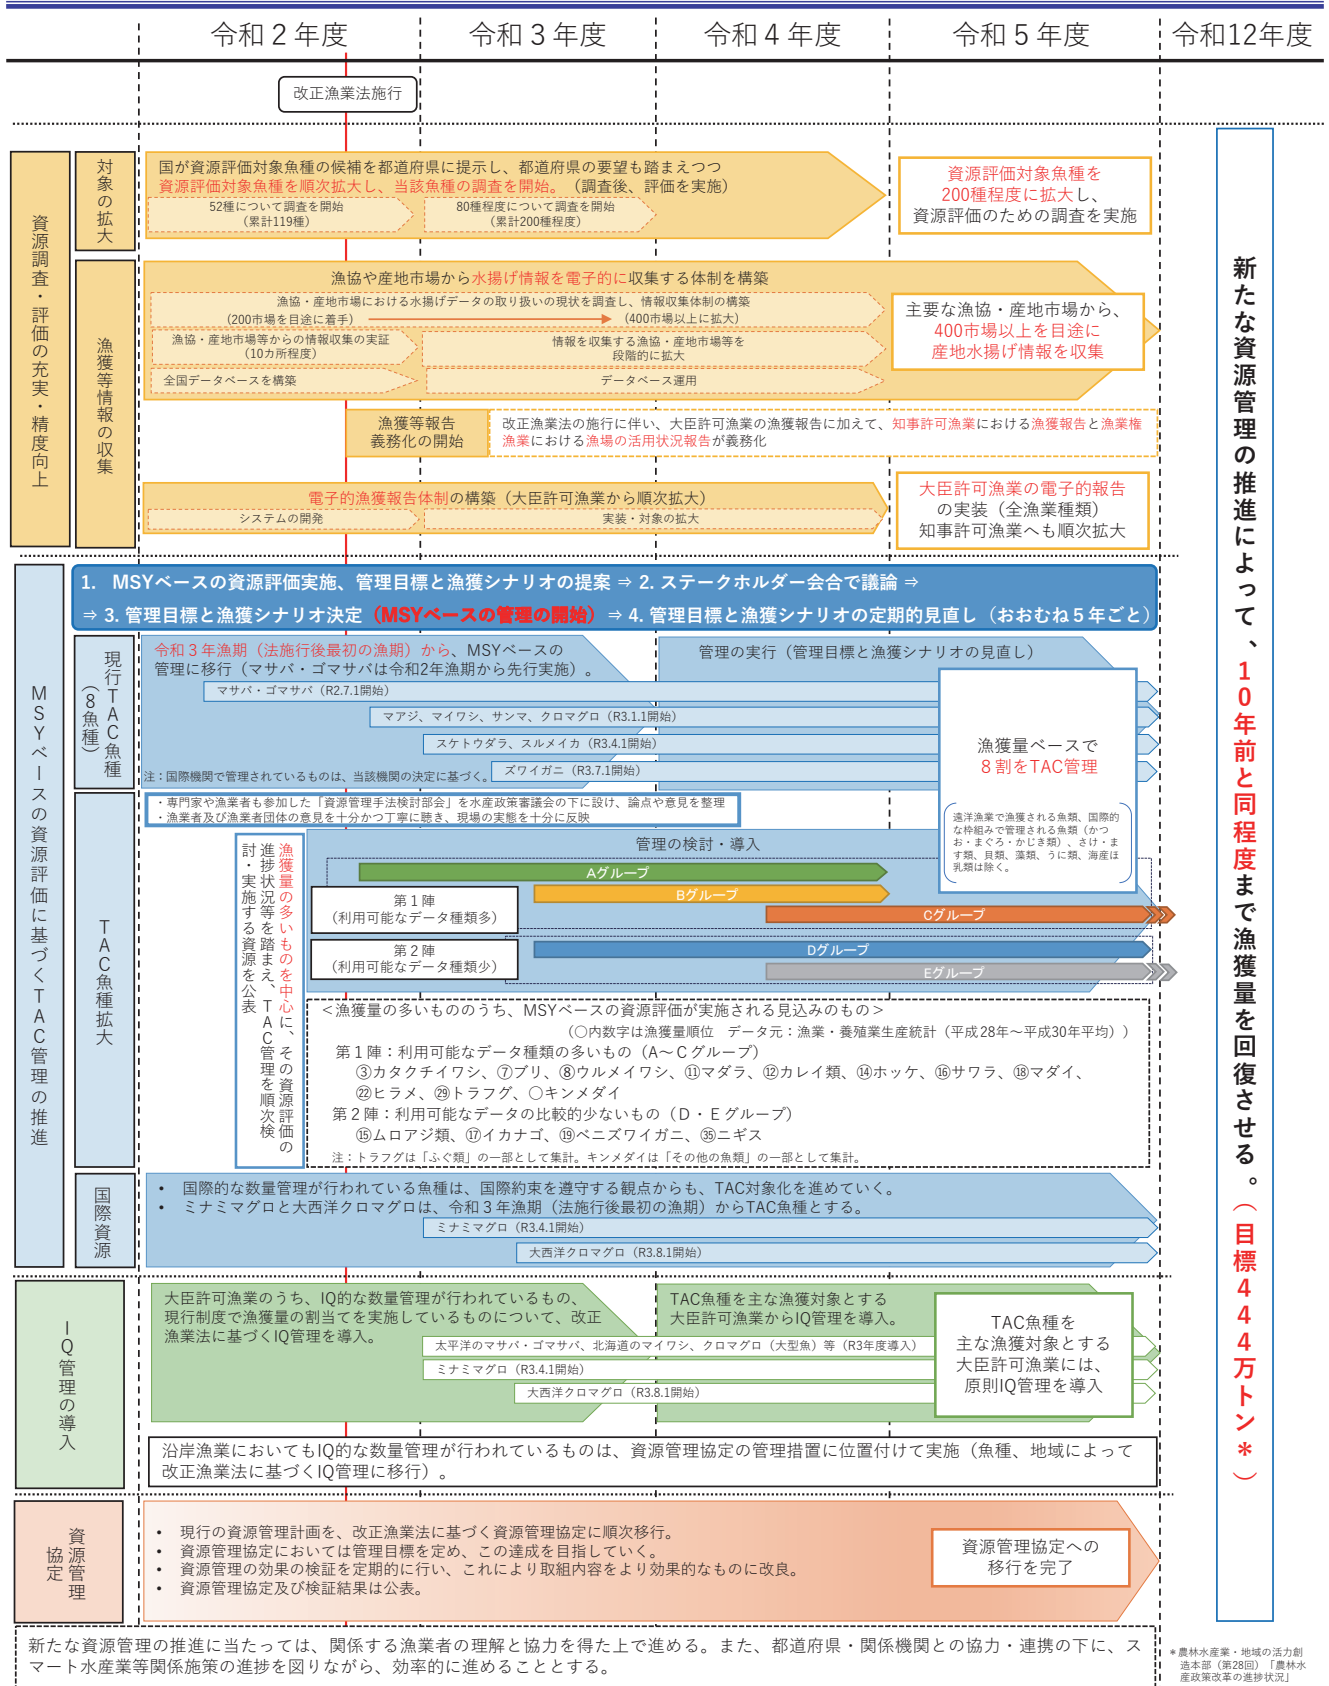 令和２年度
令和３年度
令和４年度
令和５年度
令和12年度
改正漁業法施行
資源調査・評価の充実・精度向上
対象の拡大
国が資源評価対象魚種の候補を都道府県に提示し、都道府県の要望も踏まえつつ
資源評価対象魚種を順次拡大し、当該魚種の調査を開始。（調査後、評価を実施）
52種について調査を開始
（累計119種）
80種程度について調査を開始
（累計200種程度）
資源評価対象魚種を
200種程度に拡大し、
資源評価のための調査を実施
漁獲等情報の収集
漁協や産地市場から水揚げ情報を電子的に収集する体制を構築
漁協・産地市場における水揚げデータの取り扱いの現状を調査し、情報収集体制の構築
（200市場を目途に着手）
（400市場以上に拡大）
漁協・産地市場等からの情報収集の実証
（10カ所程度）
情報を収集する漁協・産地市場等を
段階的に拡大
全国データベースを構築
データベース運用
主要な漁協・産地市場から、
400市場以上を目途に
産地水揚げ情報を収集
漁獲等報告
義務化の開始
改正漁業法の施行に伴い、大臣許可漁業の漁獲報告に加えて、知事許可漁業における漁獲報告と漁業権
漁業における漁場の活用状況報告が義務化
電子的漁獲報告体制の構築（大臣許可漁業から順次拡大）
システムの開発
実装・対象の拡大
大臣許可漁業の電子的報告
の実装（全漁業種類）
知事許可漁業へも順次拡大
MSYベースの資源評価に基づくTAC管理の推進
1. MSYベースの資源評価実施、管理目標と漁獲シナリオの提案 ⇒ 2. ステークホルダー会合で議論 ⇒
⇒ 3. 管理目標と漁獲シナリオ決定（MSYベースの管理の開始）⇒ 4. 管理目標と漁獲シナリオの定期的見直し（おおむね５年ごと）
現行TAC魚種
（８魚種）
令和３年漁期（法施行後最初の漁期）から、MSYベースの
管理に移行（マサバ・ゴマサバは令和2年漁期から先行実施）。
管理の実行（管理目標と漁獲シナリオの見直し）
マサバ・ゴマサバ（R2.7.1開始）
マアジ、マイワシ、サンマ、クロマグロ（R3.1.1開始）
スケトウダラ、スルメイカ（R3.4.1開始）
ズワイガニ（R3.7.1開始）
注：国際機関で管理されているものは、当該機関の決定に基づく。
漁獲量ベースで
８割をTAC管理
遠洋漁業で漁獲される魚類、国際的
な枠組みで管理される魚類（かつ
お・まぐろ・かじき類）、さけ・ま
す類、貝類、藻類、うに類、海産ほ
乳類は除く。
TAC魚種拡大
・専門家や漁業者も参加した「資源管理手法検討部会」を水産政策審議会の下に設け、論点や意見を整理
・漁業者及び漁業者団体の意見を十分かつ丁寧に聴き、現場の実態を十分に反映
漁獲量の多いものを中心に、その資源評価の
進捗状況等を踏まえ、TAC管理を順次検
討・実施する資源を公表
管理の検討・導入
Aグループ
Bグループ
Cグループ
第１陣
（利用可能なデータ種類多）
第２陣
（利用可能なデータ種類少）
Dグループ
Eグループ
＜漁獲量の多いもののうち、MSYベースの資源評価が実施される見込みのもの＞
（○内数字は漁獲量順位　データ元：漁業・養殖業生産統計（平成28年～平成30年平均））
第１陣：利用可能なデータ種類の多いもの（A～Cグループ）
③カタクチイワシ、⑦ブリ、⑧ウルメイワシ、⑪マダラ、⑫カレイ類、⑭ホッケ、⑯サワラ、⑱マダイ、
㉒ヒラメ、㉙トラフグ、○キンメダイ
第２陣：利用可能なデータの比較的少ないもの（D・Eグループ）
⑮ムロアジ類、⑰イカナゴ、⑲ベニズワイガニ、㉟ニギス
注：トラフグは「ふぐ類」の一部として集計。キンメダイは「その他の魚類」の一部として集計。
国際資源
・ 国際的な数量管理が行われている魚種は、国際約束を遵守する観点からも、TAC対象化を進めていく。
・ ミナミマグロと大西洋クロマグロは、令和３年漁期（法施行後最初の漁期）からTAC魚種とする。
ミナミマグロ（R3.4.1開始）
大西洋クロマグロ（R3.8.1開始）
IQ管理の導入
大臣許可漁業のうち、IQ的な数量管理が行われているもの、
現行制度で漁獲量の割当てを実施しているものについて、改正
漁業法に基づくIQ管理を導入。
TAC魚種を主な漁獲対象とする
大臣許可漁業からIQ管理を導入。
太平洋のマサバ・ゴマサバ、北海道のマイワシ、クロマグロ（大型魚）等（R3年度導入）
ミナミマグロ（R3.4.1開始）
大西洋クロマグロ（R3.8.1開始）
TAC魚種を
主な漁獲対象とする
大臣許可漁業には、
原則IQ管理を導入
沿岸漁業においてもIQ的な数量管理が行われているものは、資源管理協定の管理措置に位置付けて実施（魚種、地域によって
改正漁業法に基づくIQ管理に移行）。
資源管理
協定
・ 現行の資源管理計画を、改正漁業法に基づく資源管理協定に順次移行。
・ 資源管理協定においては管理目標を定め、この達成を目指していく。
・ 資源管理の効果の検証を定期的に行い、これにより取組内容をより効果的なものに改良。
・ 資源管理協定及び検証結果は公表。
資源管理協定への
移行を完了
新たな資源管理の推進によって、10年前と同程度まで漁獲量を回復させる。（目標444万トン＊）
新たな資源管理の推進に当たっては、関係する漁業者の理解と協力を得た上で進める。また、都道府県・関係機関との協力・連携の下に、ス
マート水産業等関係施策の進捗を図りながら、効率的に進めることとする。
＊農林水産業・地域の活力創
造本部（第28回）「農林水
産政策改革の進捗状況」